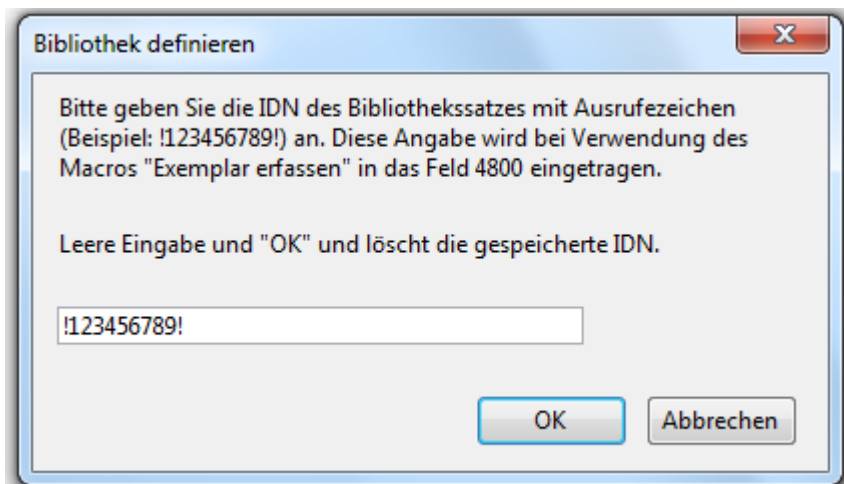 Bibliothek definieren
Bitte geben Sie die IDN des Bibliothekssatzes mit Ausrufezeichen
(Beispiel: !123456789!) an. Diese Angabe wird bei Verwendung des
Macros "Exemplar erfassen" in das Feld 4800 eingetragen.
Leere Eingabe und "OK" und löscht die gespeicherte IDN.
!123456789!
OK
Abbrechen